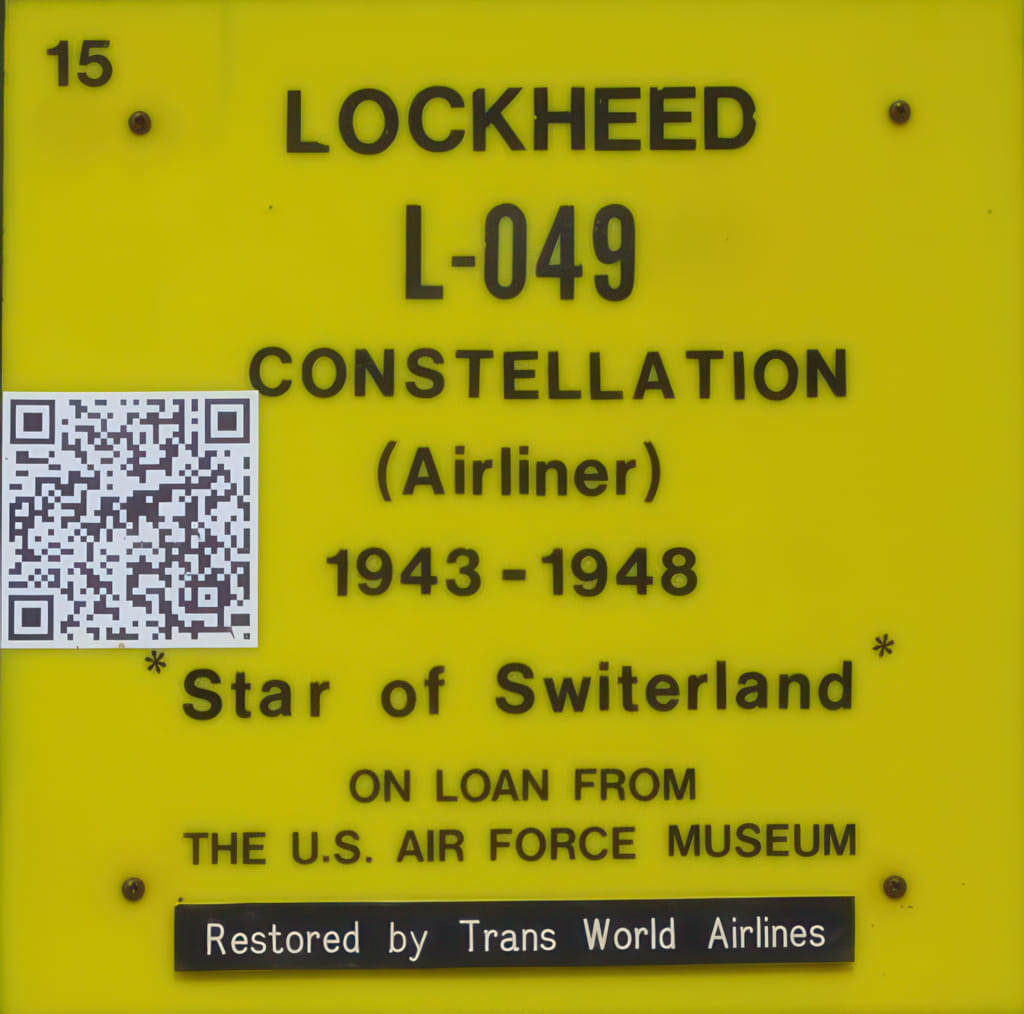 15
LOCKHEED
L-049
CONSTELLATION
(Airliner)
1943-1948
*Star of Switerland*
ON LOAN FROM
THE U.S. AIR FORCE MUSEUM
Restored by Trans World Airlines